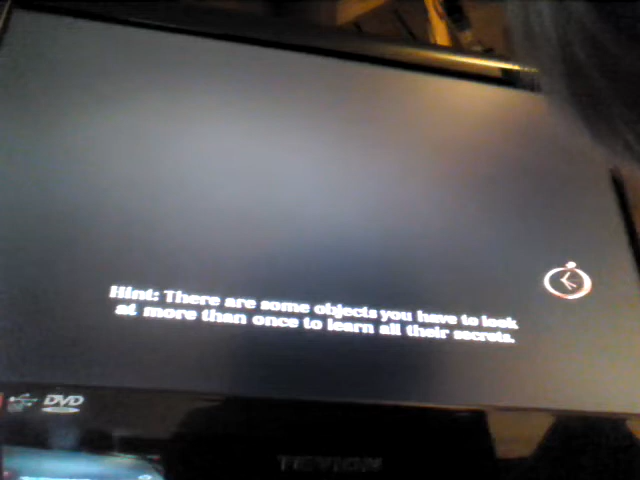 Hint: There are some objects you have to look
at more than once to learn all their secrets.
DVD
TEVION